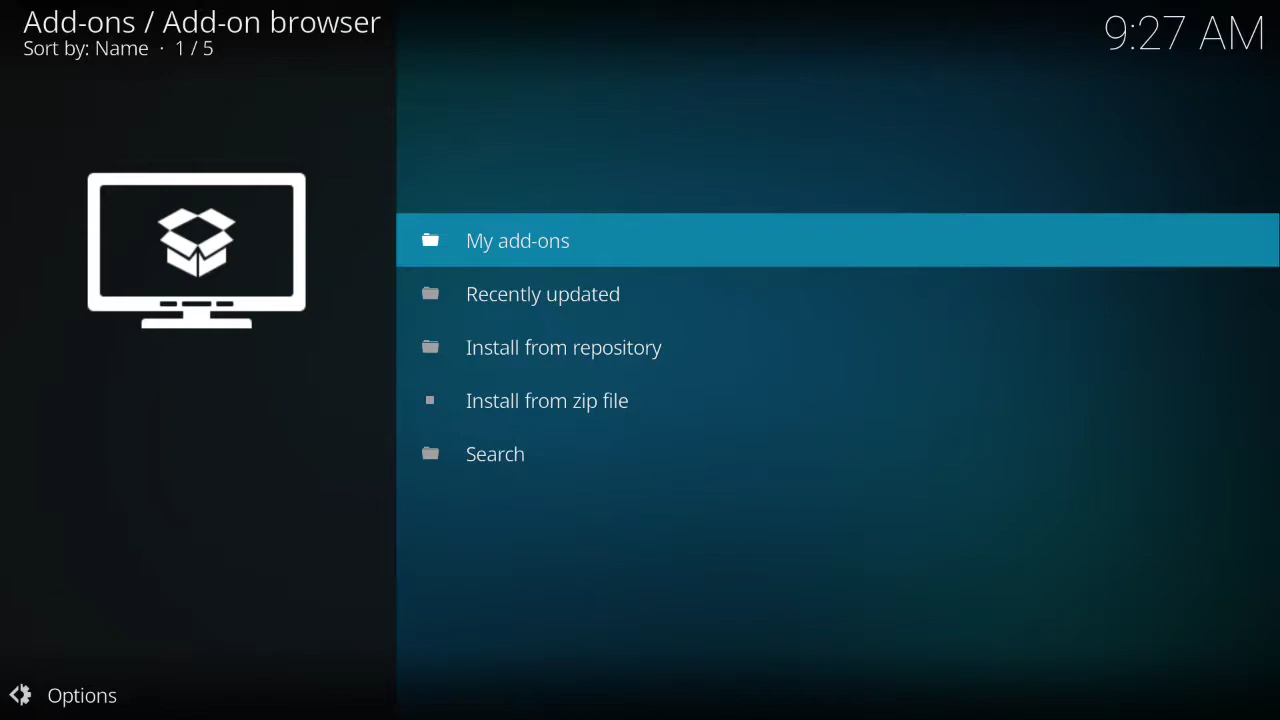 Add-ons / Add-on browser
Sort by: Name · 1 / 5
9:27 AM
My add-ons
Recently updated
Install from repository
Install from zip file
Search
Options